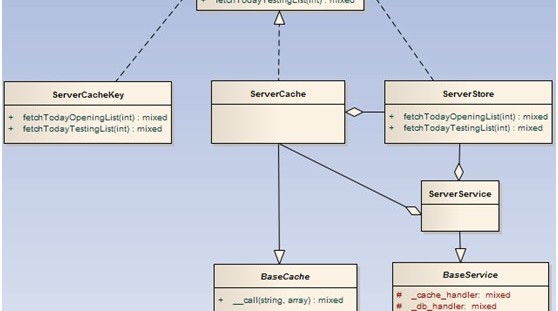 + fetchTodayTestingList(int) : mixed
ServerCacheKey
+ fetchTodayOpeningList(int) : mixed
+ fetchTodayTestingList(int) : mixed
ServerCache
ServerStore
+ fetchTodayOpeningList(int) : mixed
+ fetchTodayTestingList(int) : mixed
ServerService
BaseCache
+ __call(string, array) : mixed
BaseService
# _cache_handler: mixed
# _db_handler: mixed